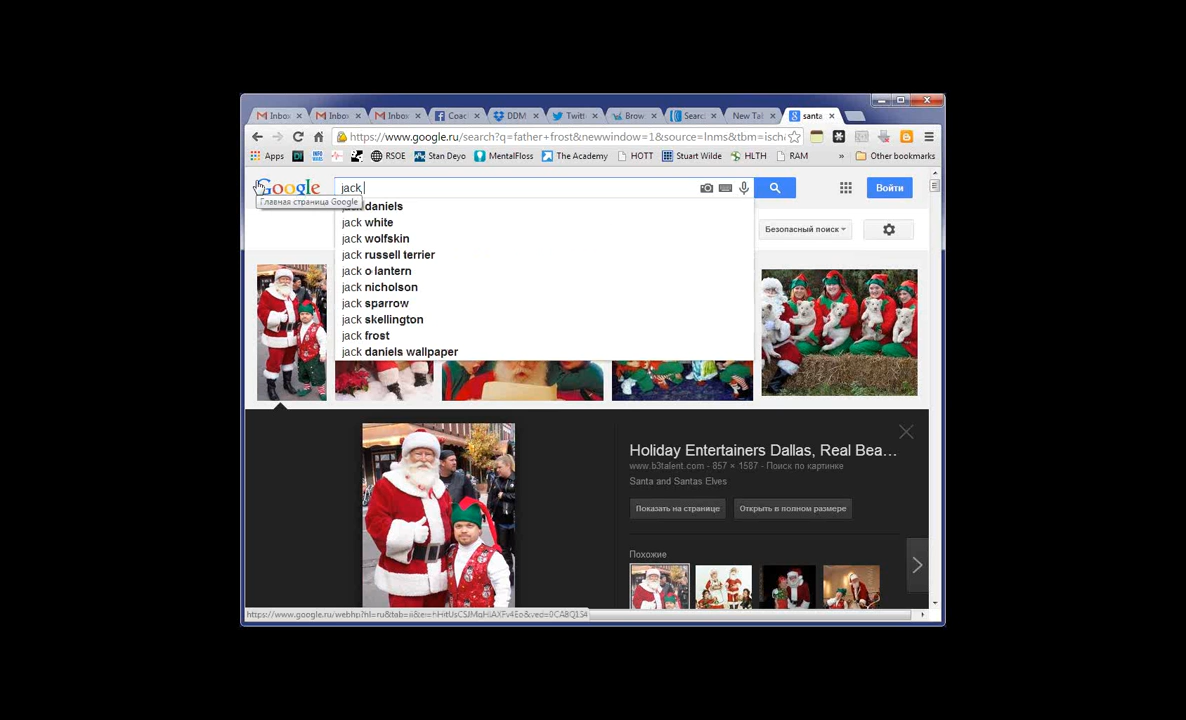 Inbox
Inbox
Inbox
Coac
DDM
Twitt
Brow
Searc
New Tal
santa
https://www.google.ru/search?q=father+frost&newwindow=1&source=lnms&tbm=isch
Apps
INFO WARS
RSOE
Stan Deyo
MentalFloss
The Academy
HOTT
Stuart Wilde
HLTH
RAM
»
Other bookmarks
Google
jack
Войти
Главная страница Google
jack daniels
jack white
jack wolfskin
jack russell terrier
jack o lantern
jack nicholson
jack sparrow
jack skellington
jack frost
jack daniels wallpaper
Безопасный поиск
Holiday Entertainers Dallas, Real Bea...
www.b3talent.com - 857 × 1587 - Поиск по картинке
Santa and Santas Elves
Показать на странице
Открыть в полном размере
Похожие